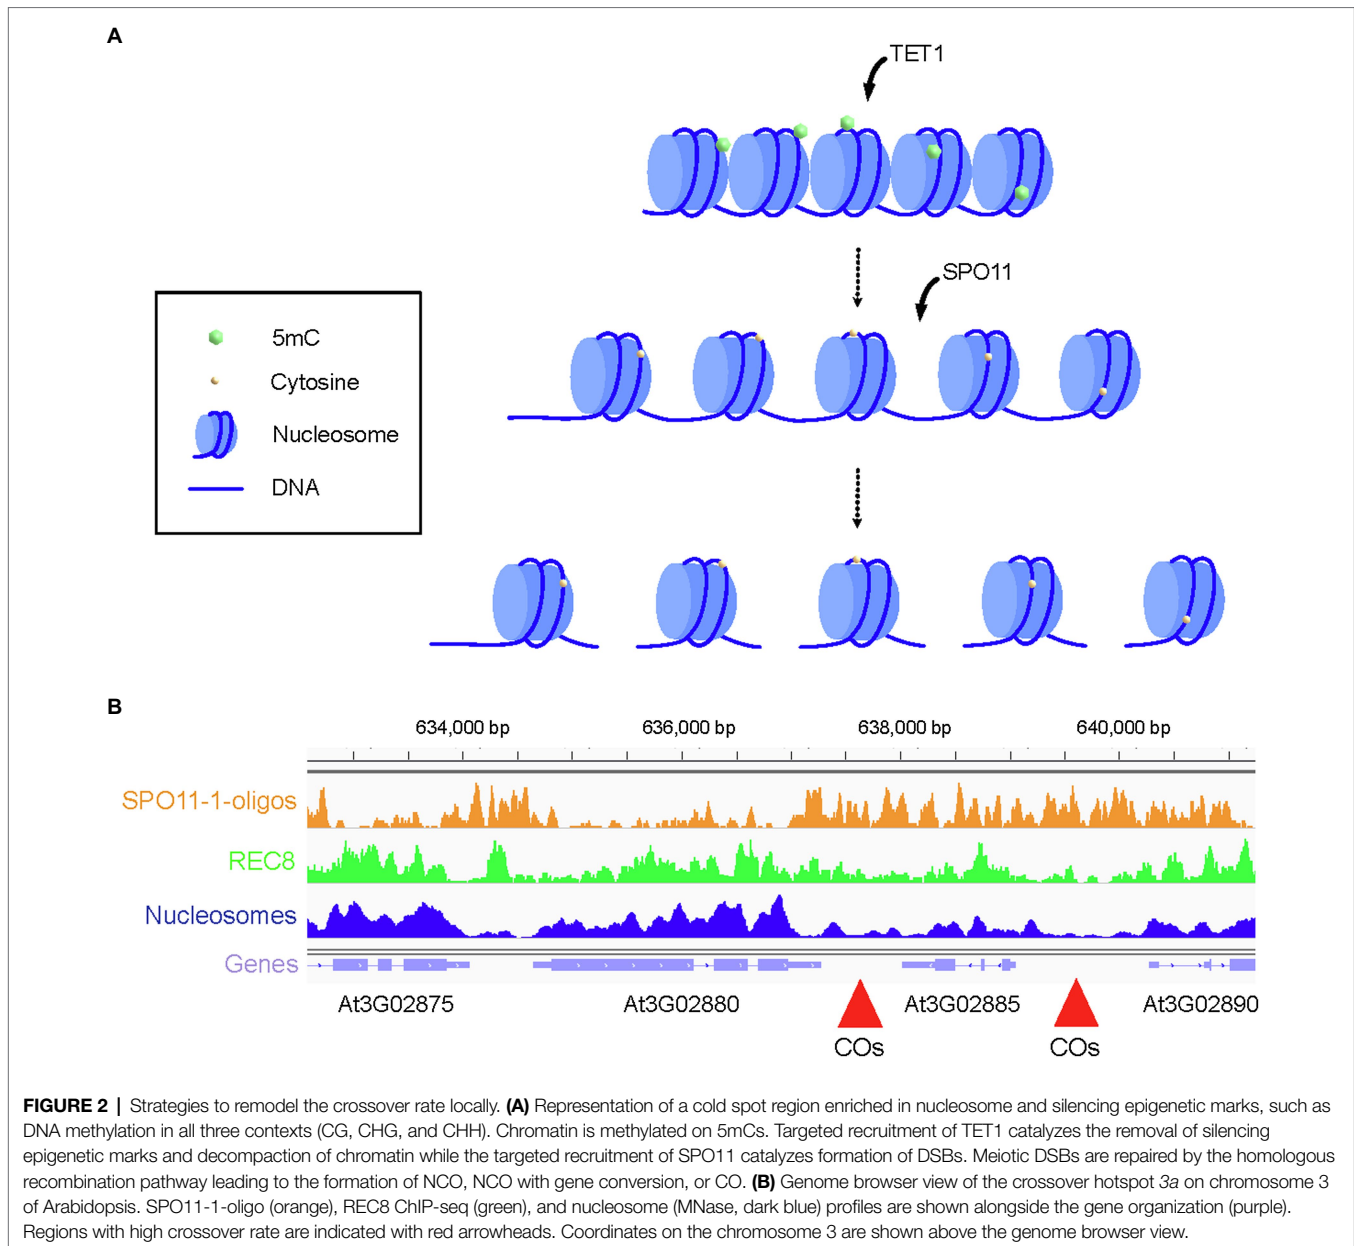 A
TET1
SPO11
5mC
Cytosine
Nucleosome
DNA
B
634,000 bp
636,000 bp
638,000 bp
640,000 bp
SPO11-1-oligos
REC8
Nucleosomes
Genes
At3G02875
At3G02880
At3G02885
At3G02890
COs
COs
FIGURE 2 | Strategies to remodel the crossover rate locally. (A) Representation of a cold spot region enriched in nucleosome and silencing epigenetic marks, such as
DNA methylation in all three contexts (CG, CHG, and CHH). Chromatin is methylated on 5mCs. Targeted recruitment of TET1 catalyzes the removal of silencing
epigenetic marks and decompaction of chromatin while the targeted recruitment of SPO11 catalyzes formation of DSBs. Meiotic DSBs are repaired by the homologous
recombination pathway leading to the formation of NCO, NCO with gene conversion, or CO. (B) Genome browser view of the crossover hotspot 3a on chromosome 3
of Arabidopsis. SPO11-1-oligo (orange), REC8 ChIP-seq (green), and nucleosome (MNase, dark blue) profiles are shown alongside the gene organization (purple).
Regions with high crossover rate are indicated with red arrowheads. Coordinates on the chromosome 3 are shown above the genome browser view.